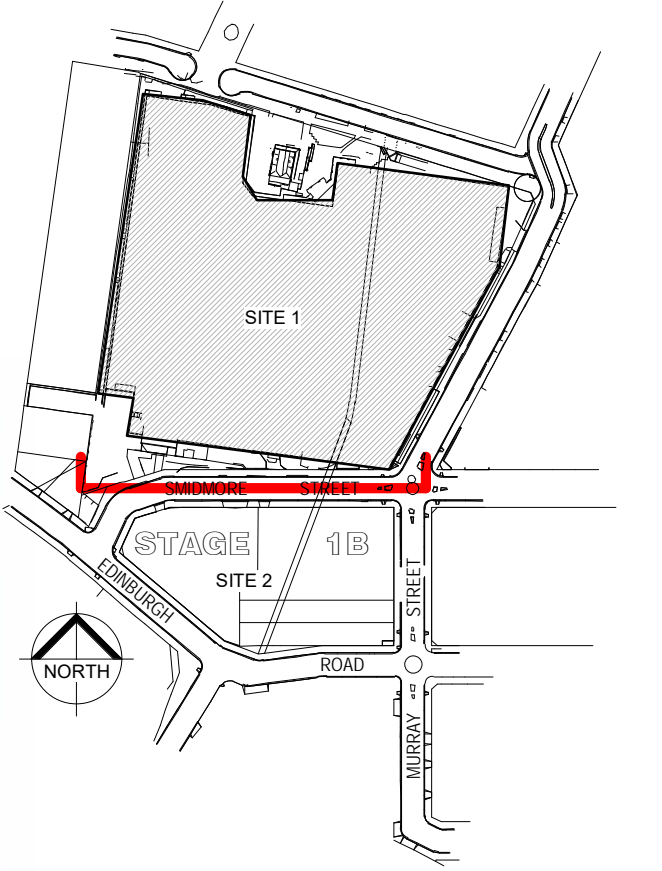 SITE 1
SMIDMORE STREET
STAGE 1B
SITE 2
EDINBURGH
ROAD
STREET
MURRAY
NORTH